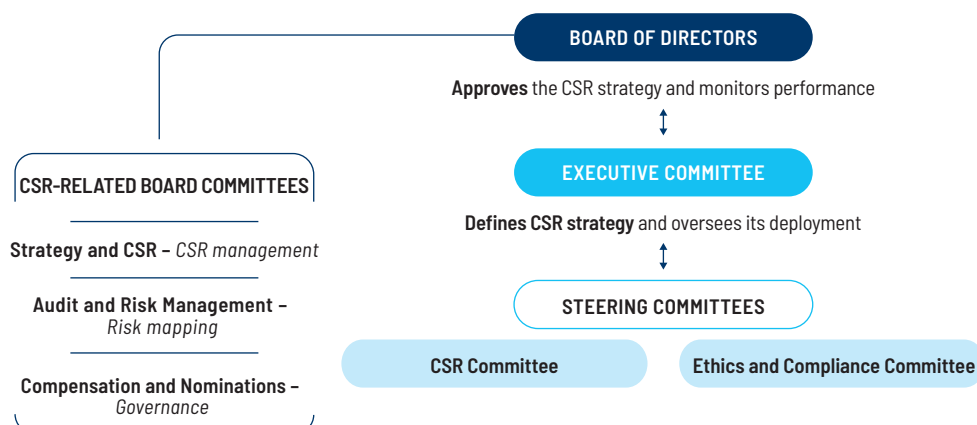 BOARD OF DIRECTORS
Approves the CSR strategy and monitors performance
EXECUTIVE COMMITTEE
Defines CSR strategy and oversees its deployment
STEERING COMMITTEES
CSR Committee
Ethics and Compliance Committee
CSR-RELATED BOARD COMMITTEES
Strategy and CSR – CSR management
Audit and Risk Management –
Risk mapping
Compensation and Nominations –
Governance